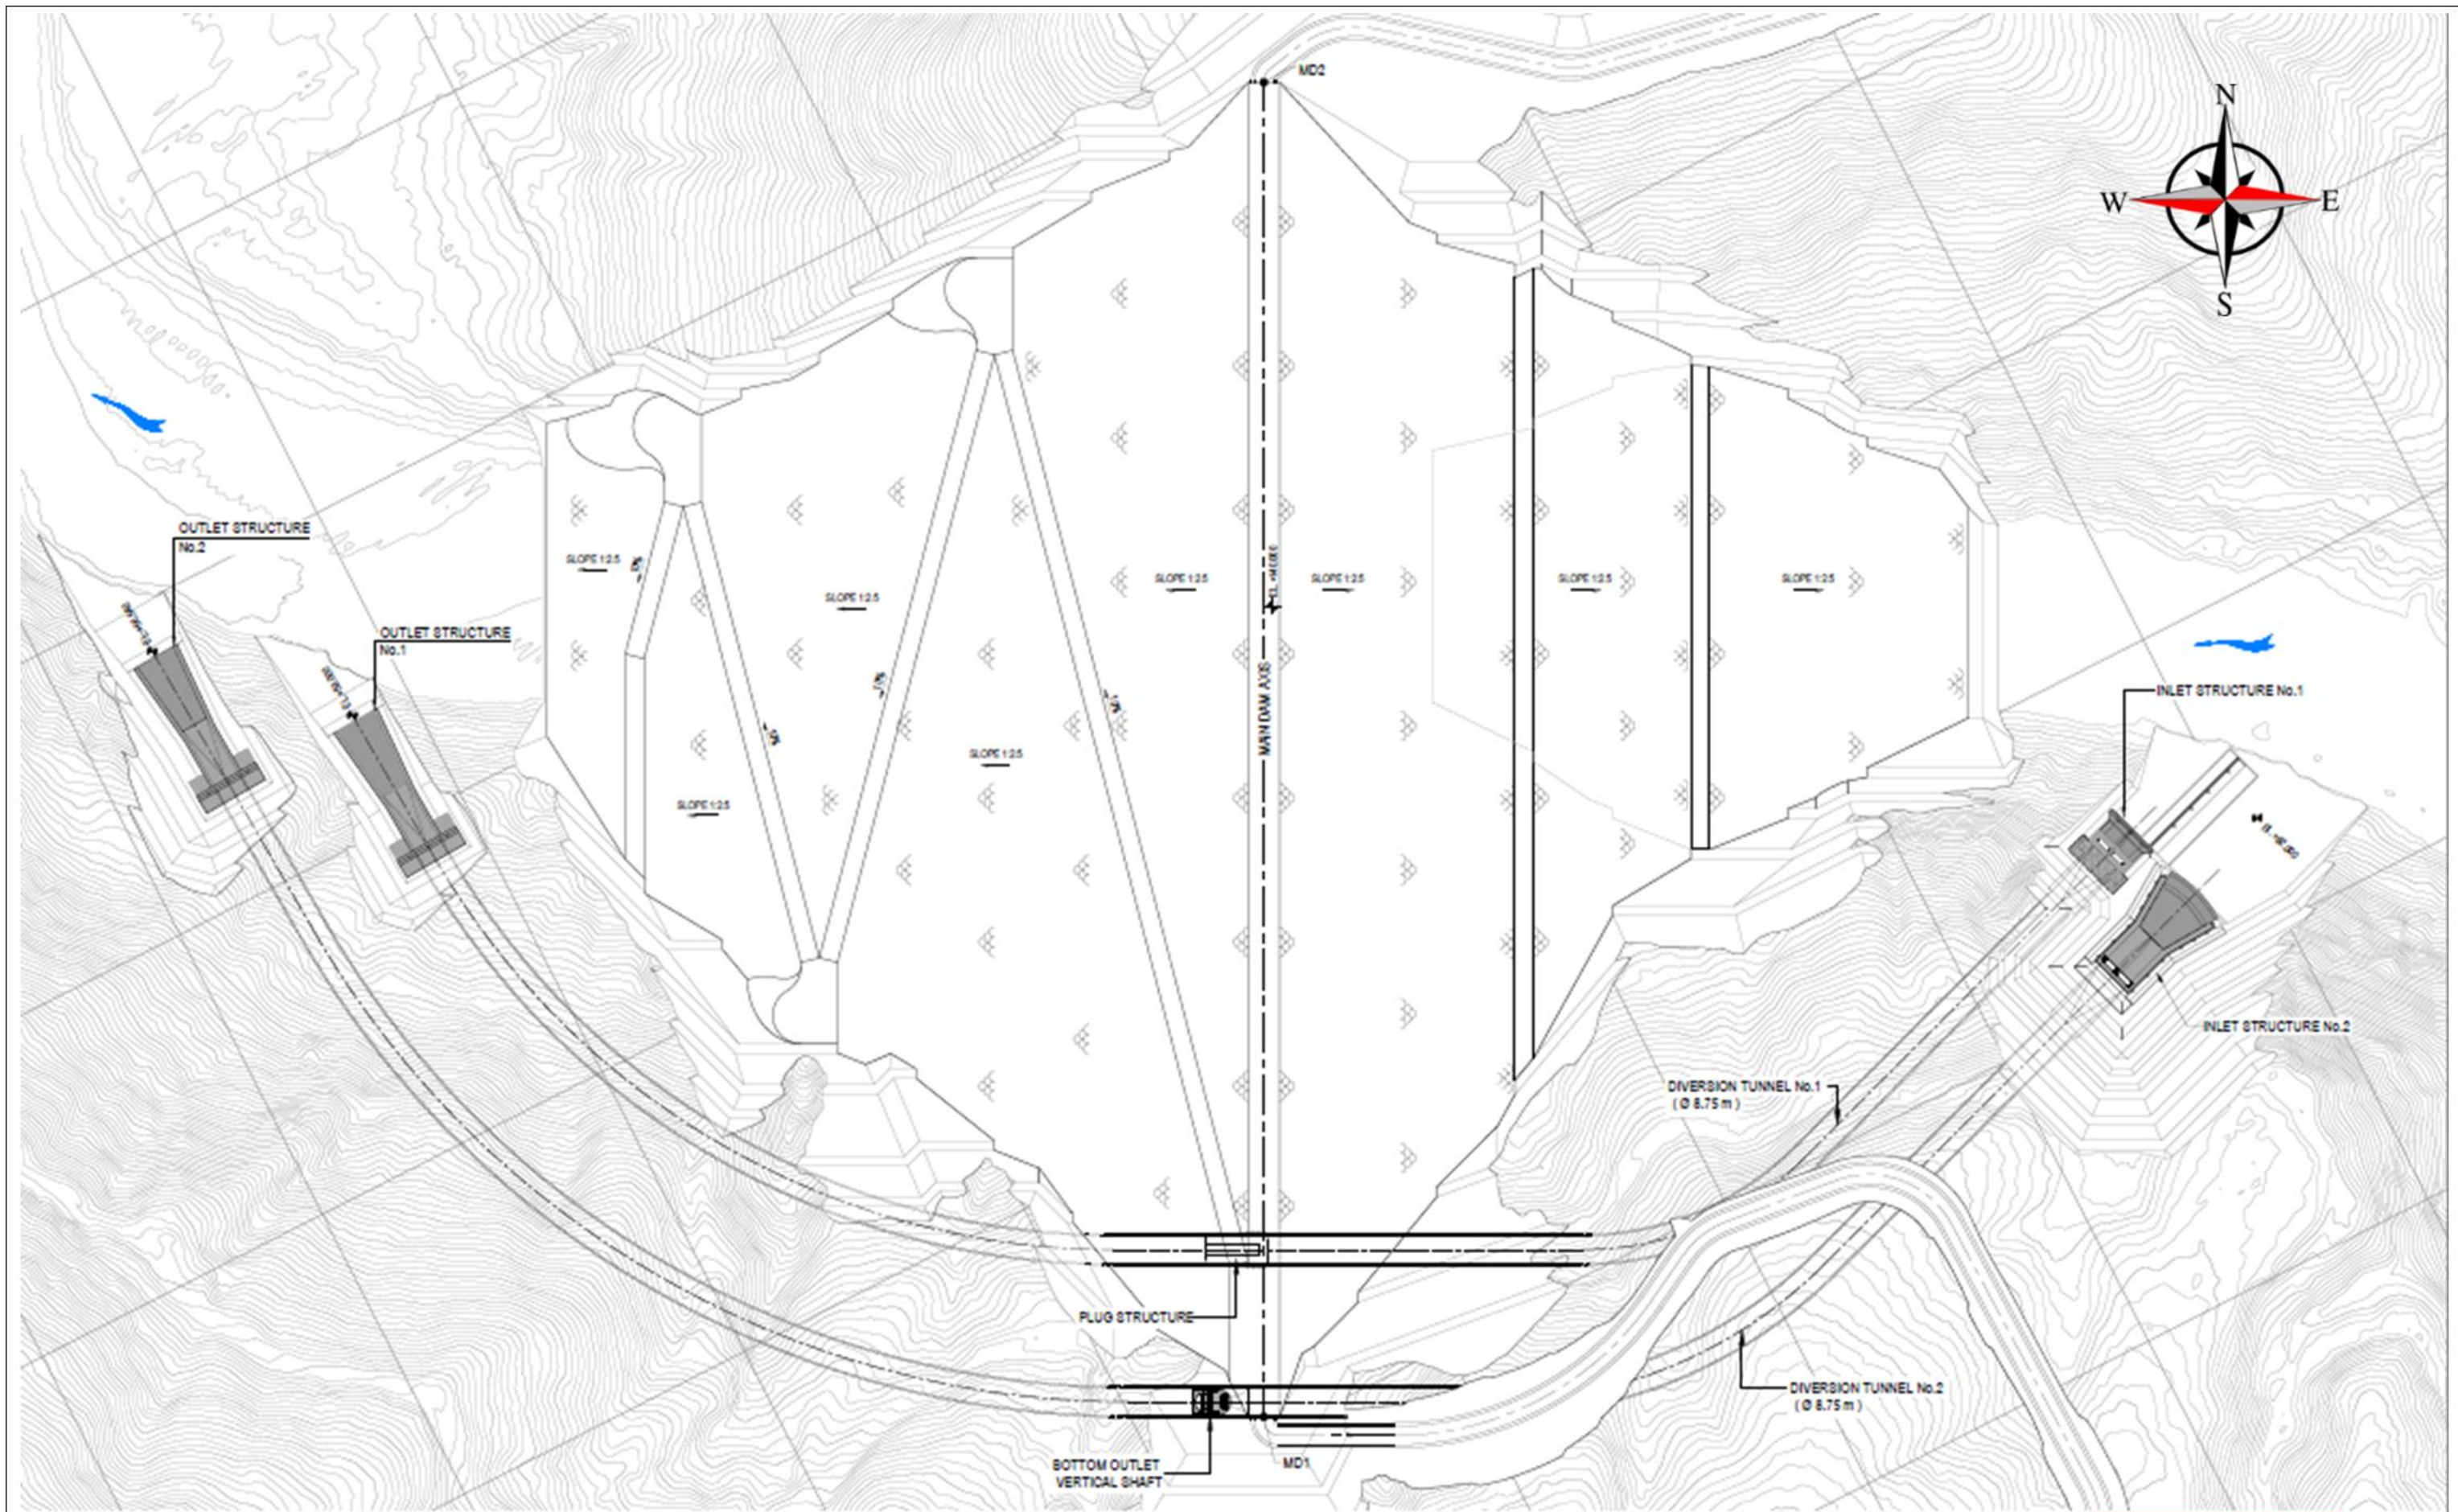 MD2
N
W
E
S
OUTLET STRUCTURE
No.2
OUTLET STRUCTURE
No.1
SLOPE 1:2.5
SLOPE 1:2.5
SLOPE 1:2.5
SLOPE 1:2.5
SLOPE 1:2.5
SLOPE 1:2.5
SLOPE 1:2.5
SLOPE 1:2.5
MAIN DAM AXIS
INLET STRUCTURE No.1
INLET STRUCTURE No.2
DIVERSION TUNNEL No.1
( Ø 8.75 m )
PLUG STRUCTURE
DIVERSION TUNNEL No.2
( Ø 8.75 m )
BOTTOM OUTLET
VERTICAL SHAFT
MD1